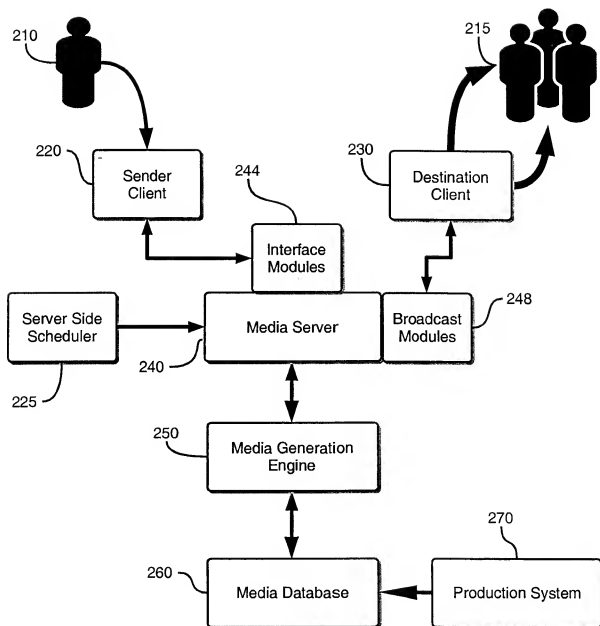 210
215
220
Sender
Client
230
Destination
Client
244
Interface
Modules
Server Side
Scheduler
225
Media Server
240
Broadcast
Modules
248
250
Media Generation
Engine
260
Media Database
270
Production System